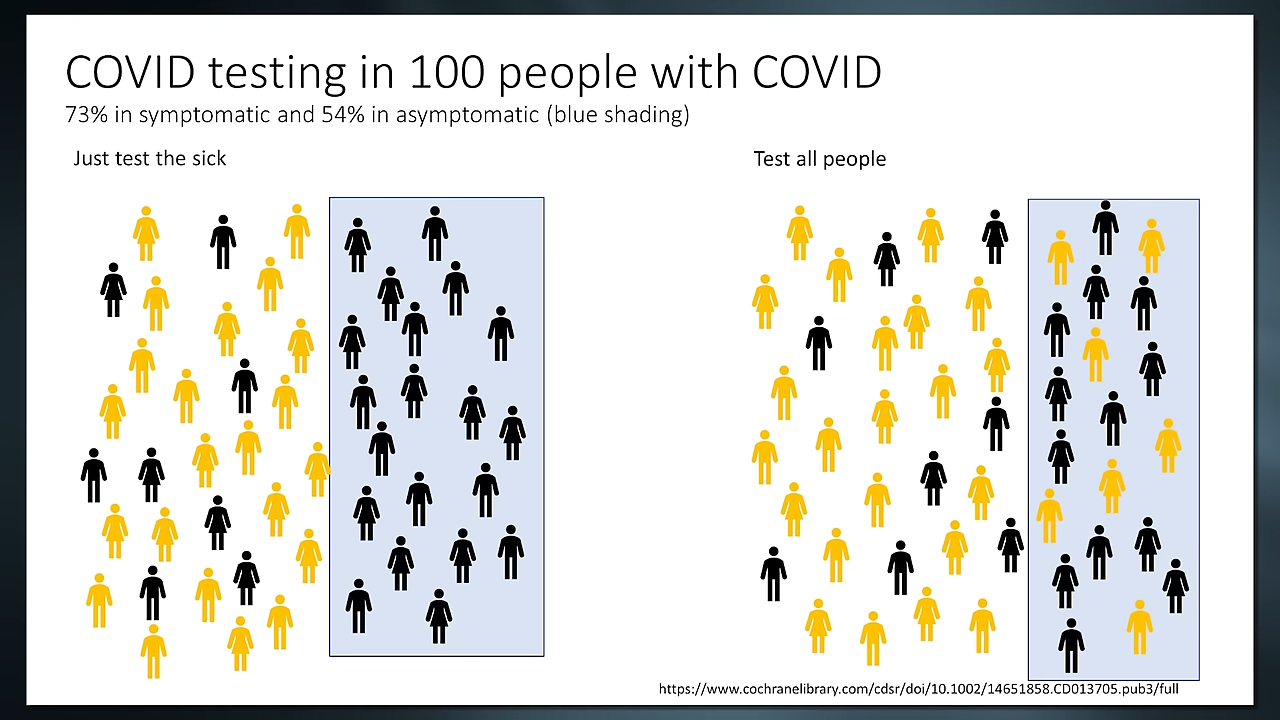 COVID testing in 100 people with COVID
73% in symptomatic and 54% in asymptomatic (blue shading)
Just test the sick
Test all people
https://www.cochranelibrary.com/cdsr/doi/10.1002/14651858.CD013705.pub3/full